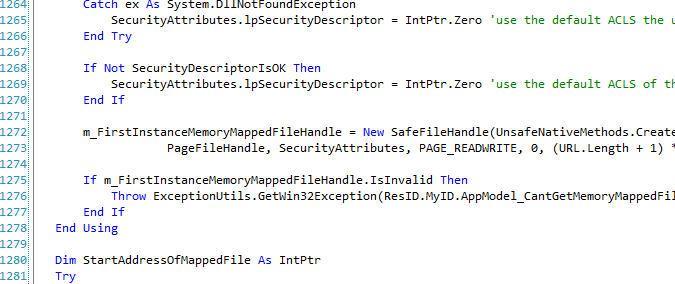 1264 Catch ex As System.DllNotFoundException
1265 SecurityAttributes.lpSecurityDescriptor = IntPtr.Zero 'use the default ACLS the u
1266 End Try
1267
1268 If Not SecurityDescriptorIsOK Then
1269 SecurityAttributes.lpSecurityDescriptor = IntPtr.Zero 'use the default ACLS of th
1270 End If
1271
1272 m_FirstInstanceMemoryMappedFileHandle = New SafeFileHandle(UnsafeNativeMethods.Create
1273 PageFileHandle, SecurityAttributes, PAGE_READWRITE, 0, (URL.Length + 1) *
1274
1275 If m_FirstInstanceMemoryMappedFileHandle.IsInvalid Then
1276 Throw ExceptionUtils.GetWin32Exception(ResID.MyID.AppModel_CantGetMemoryMappedFil
1277 End If
1278 End Using
1279
1280 Dim StartAddressOfMappedFile As IntPtr
1281 Try